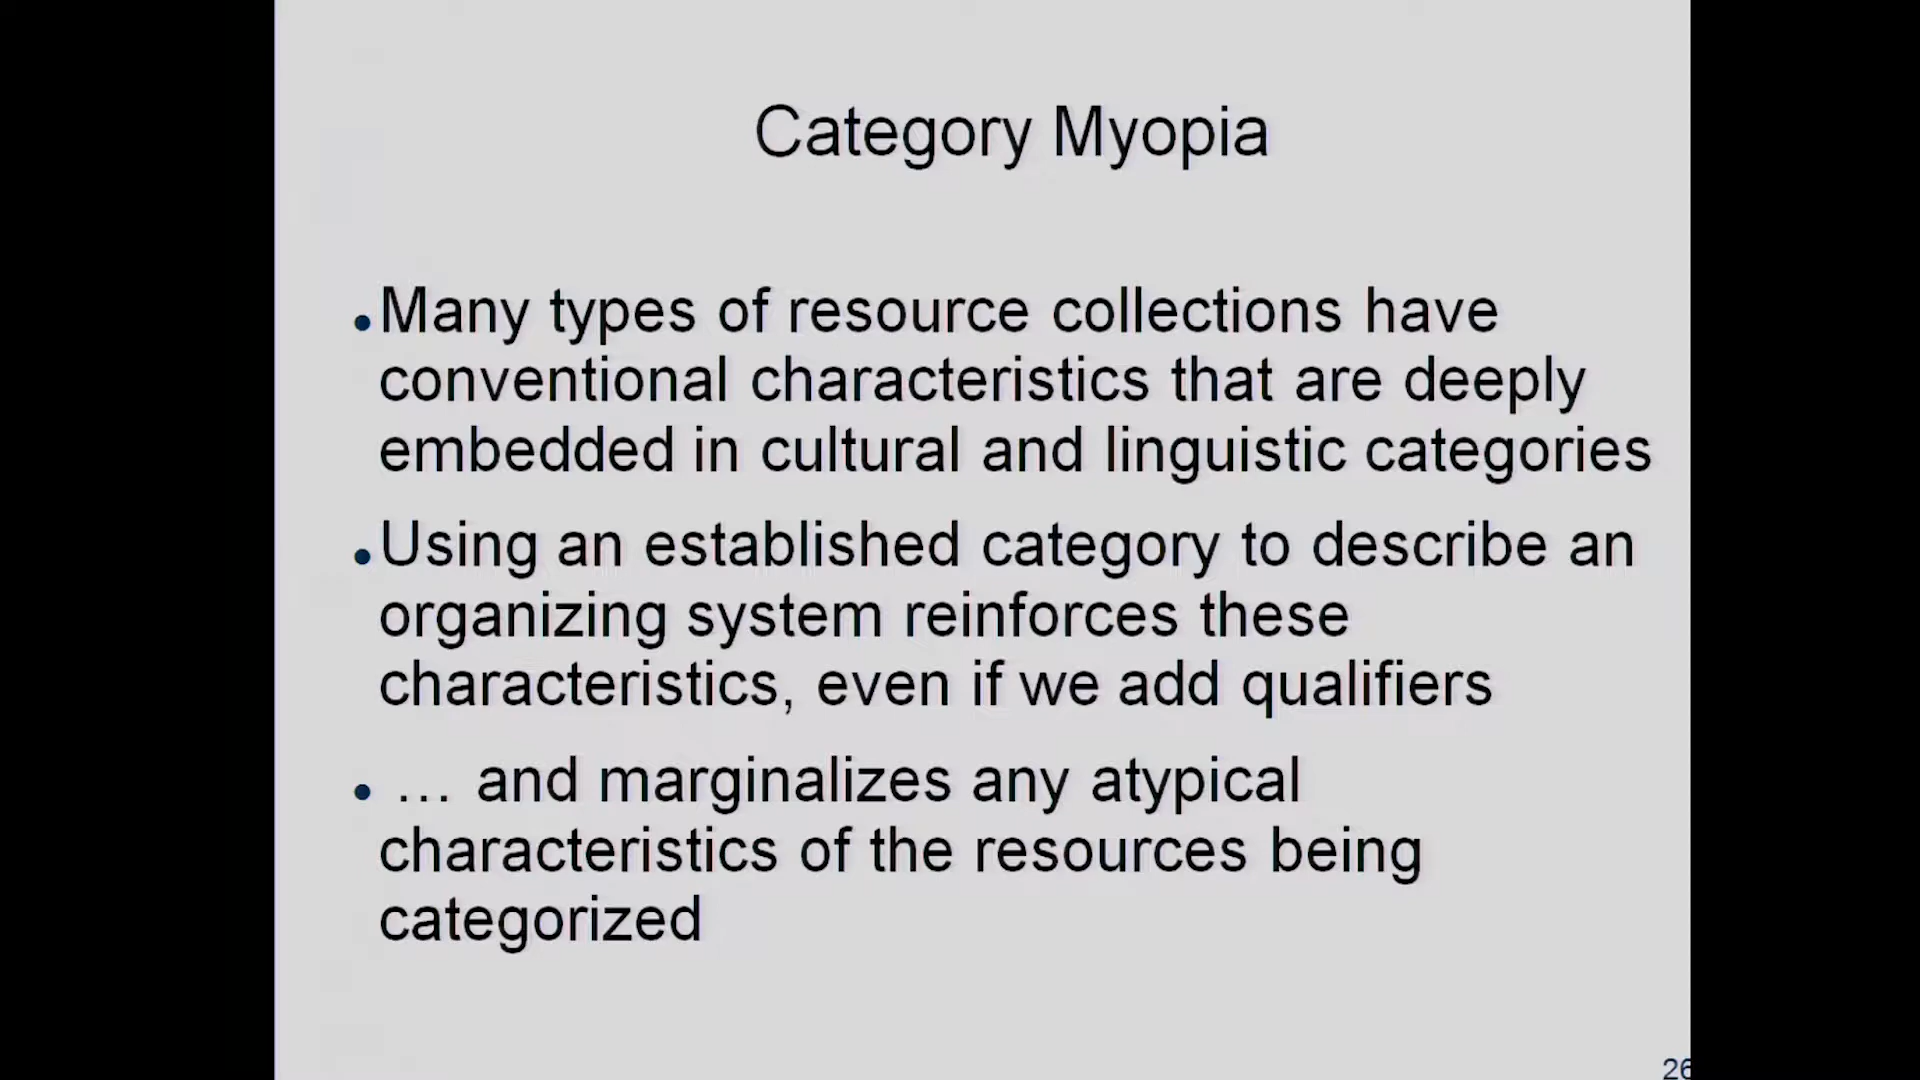 Category Myopia
•Many types of resource collections have
conventional characteristics that are deeply
embedded in cultural and linguistic categories
•Using an established category to describe an
organizing system reinforces these
characteristics, even if we add qualifiers
• … and marginalizes any atypical
characteristics of the resources being
categorized
26